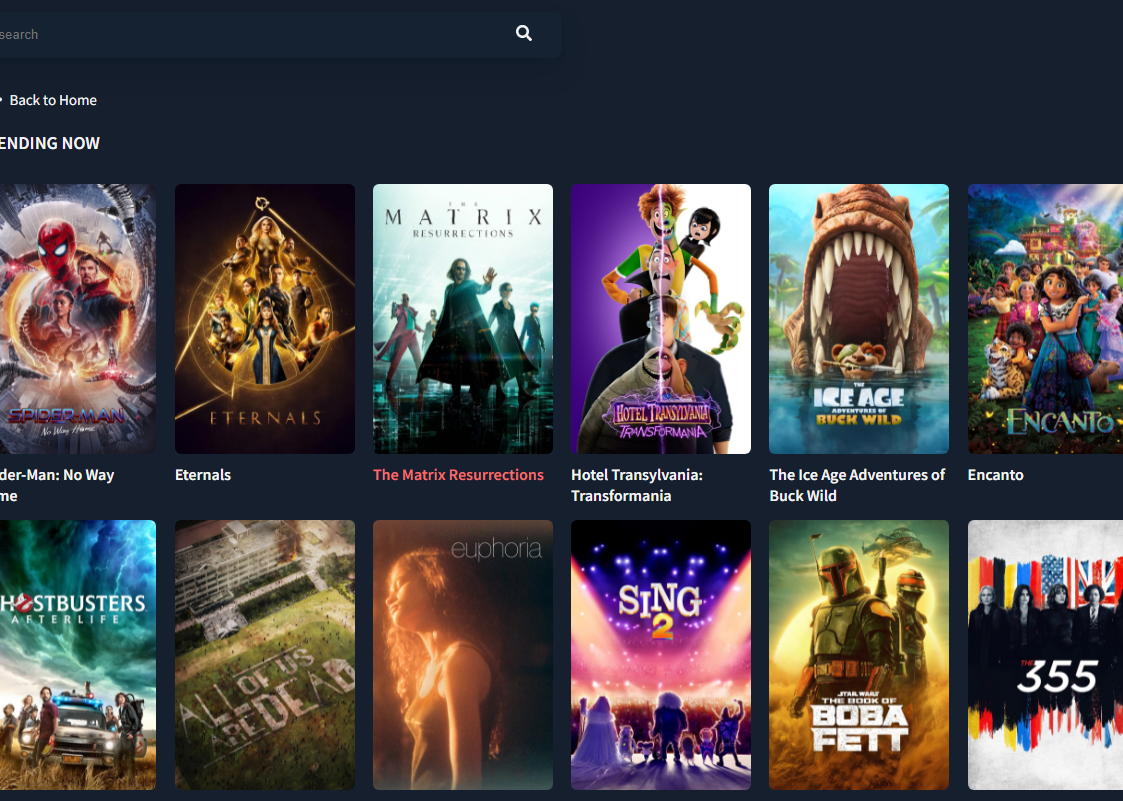 search
Back to Home
ENDING NOW
SPIDER-MAN
No Way Home
ETERNALS
THE
MATRIX
RESURRECTIONS
HOTEL TRANSYLVANIA
TRANSFORMANIA
THE
ICE AGE
ADVENTURES OF
BUCK WILD
ENCANTO
der-Man: No Way
me
Eternals
The Matrix Resurrections
Hotel Transylvania:
Transformania
The Ice Age Adventures of
Buck Wild
Encanto
HOSTBUSTERS
AFTERLIFE
ALL OF US
ARE DEAD
euphoria
SING
2
STAR WARS
THE BOOK OF
BOBA
FETT
THE
355